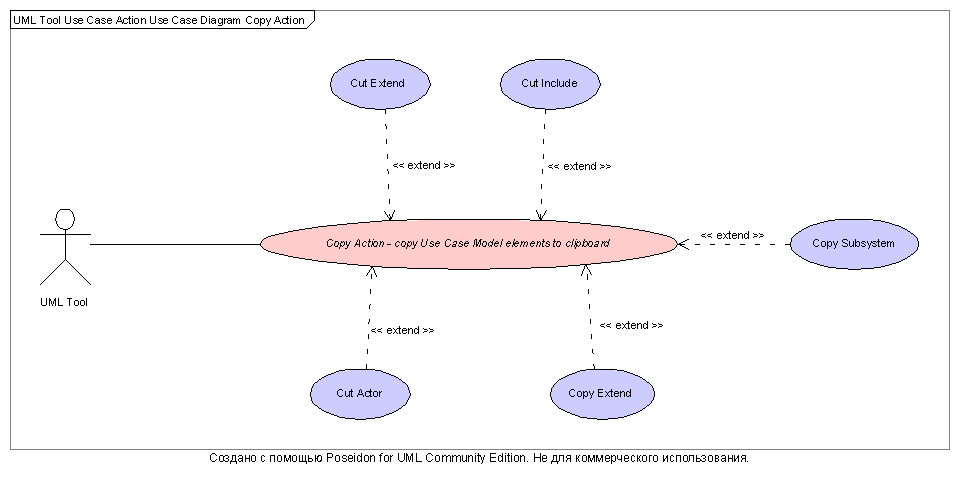 UML Tool Use Case Action Use Case Diagram Copy Action
Cut Extend
Cut Include
<< extend >>
<< extend >>
Copy Action - copy Use Case Model elements to clipboard
<< extend >>
Copy Subsystem
UML Tool
<< extend >>
<< extend >>
Cut Actor
Copy Extend
Создано с помощью Poseidon for UML Community Edition. Не для коммерческого использования.